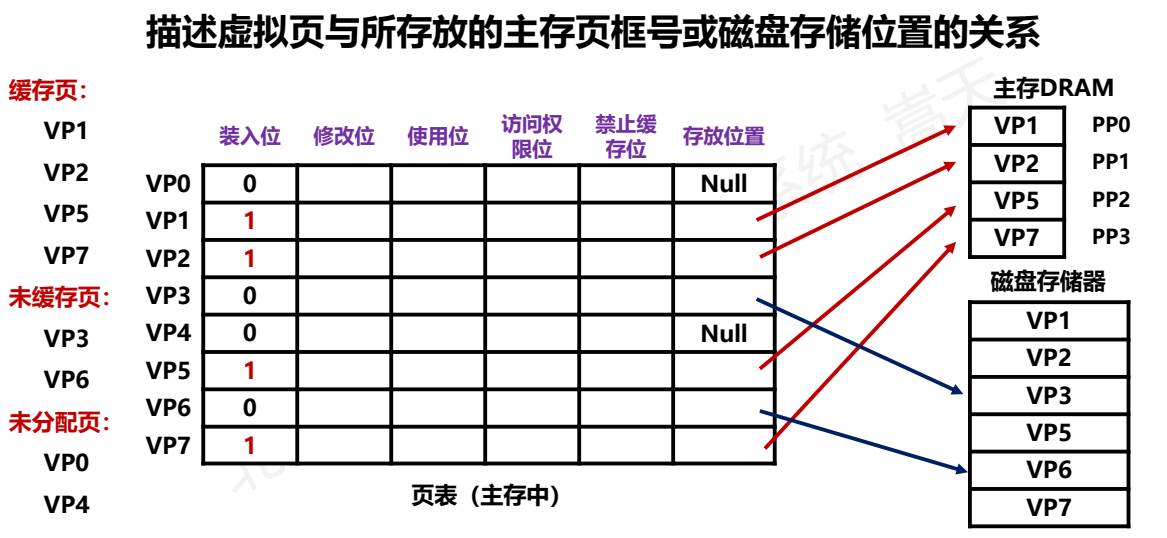 描述虚拟页与所存放的主存页框号或磁盘存储位置的关系
缓存页：
VP1
VP2
VP5
VP7
未缓存页：
VP3
VP6
未分配页：
VP0
VP4
装入位 修改位 使用位 访问权限位 禁止缓存位 存放位置
VP0 0 Null
VP1 1
VP2 1
VP3 0
VP4 0 Null
VP5 1
VP6 0
VP7 1
页表（主存中）
主存DRAM
VP1 PP0
VP2 PP1
VP5 PP2
VP7 PP3
磁盘存储器
VP1
VP2
VP3
VP5
VP6
VP7
系统 嵩天